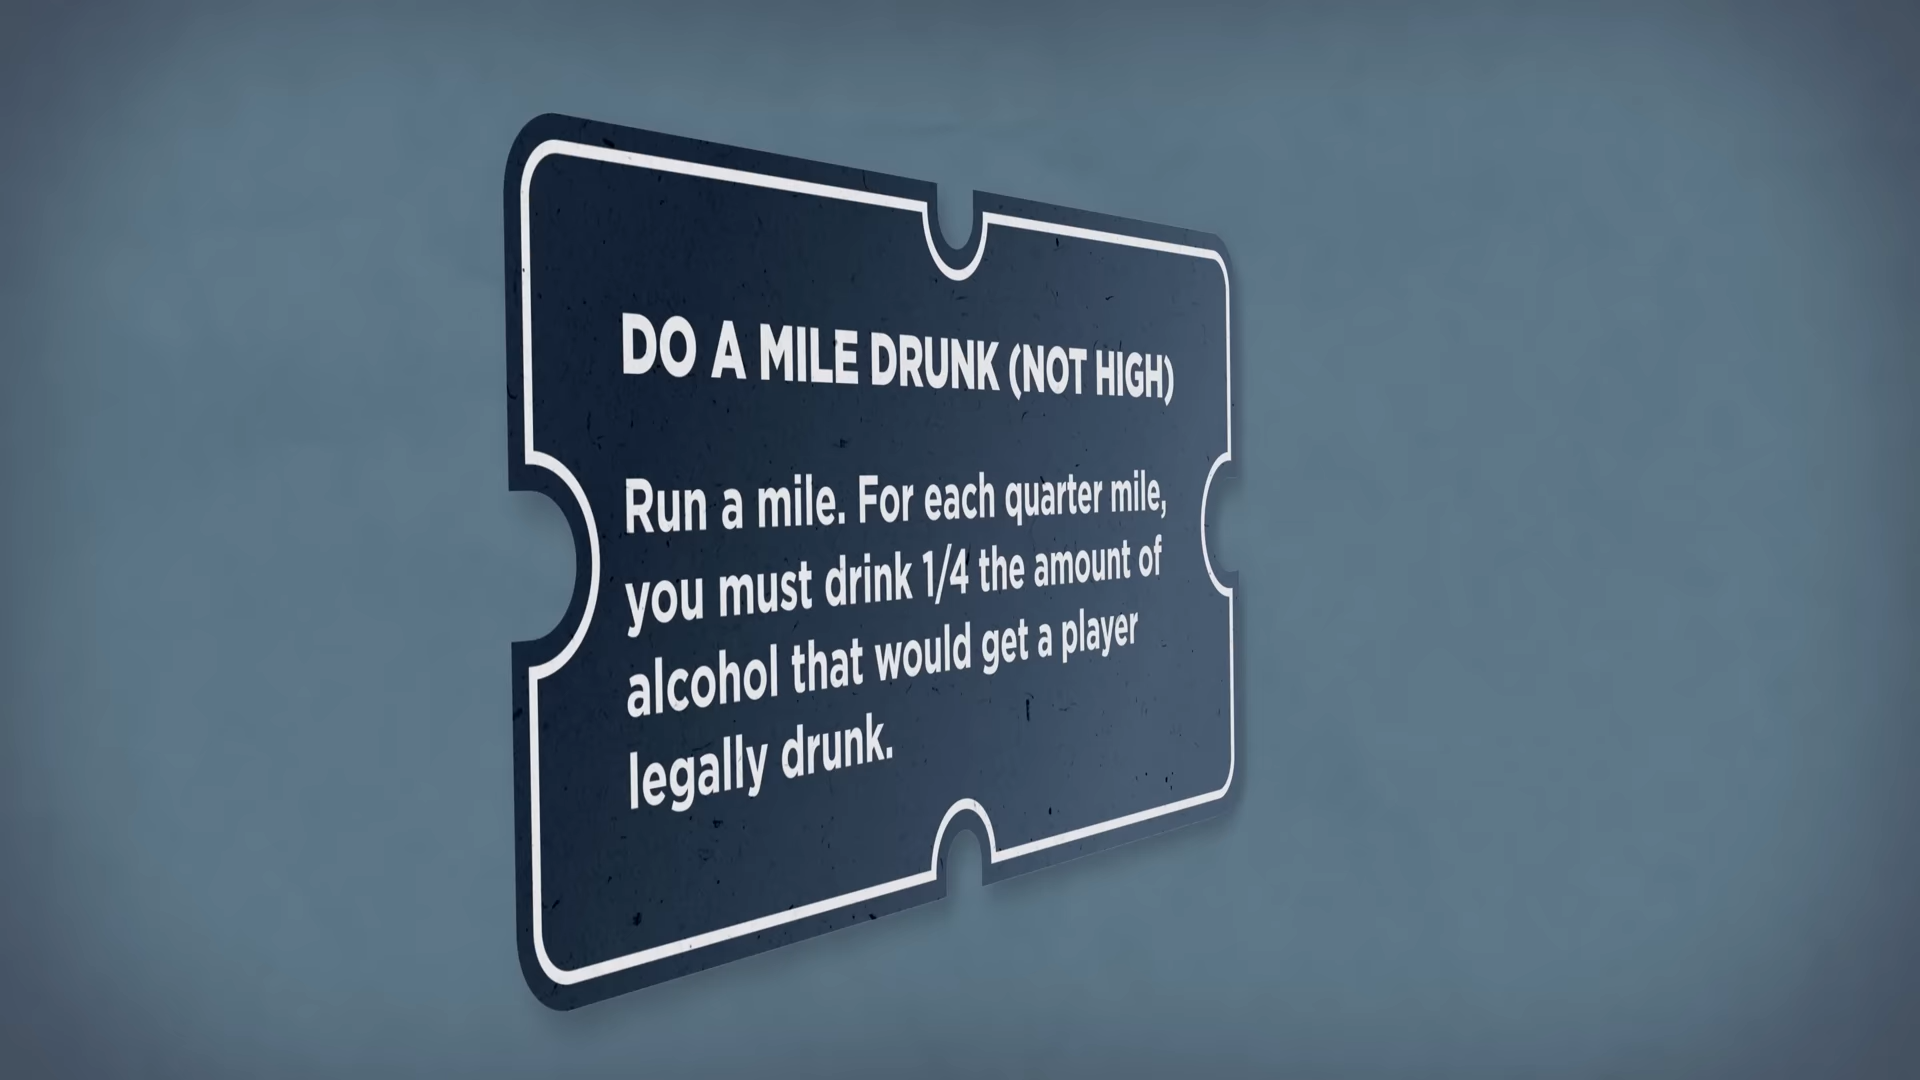 DO A MILE DRUNK (NOT HIGH)
Run a mile. For each quarter mile,
you must drink 1/4 the amount of
alcohol that would get a player
legally drunk.